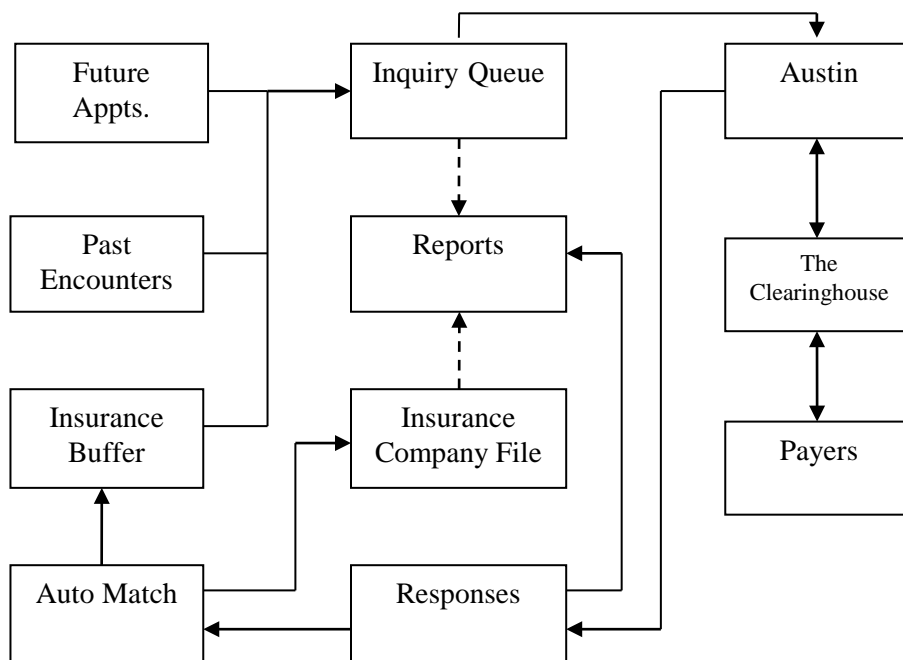 Future
Appts.
Inquiry Queue
Austin
Past
Encounters
Reports
The
Clearinghouse
Insurance
Buffer
Insurance
Company File
Payers
Auto Match
Responses